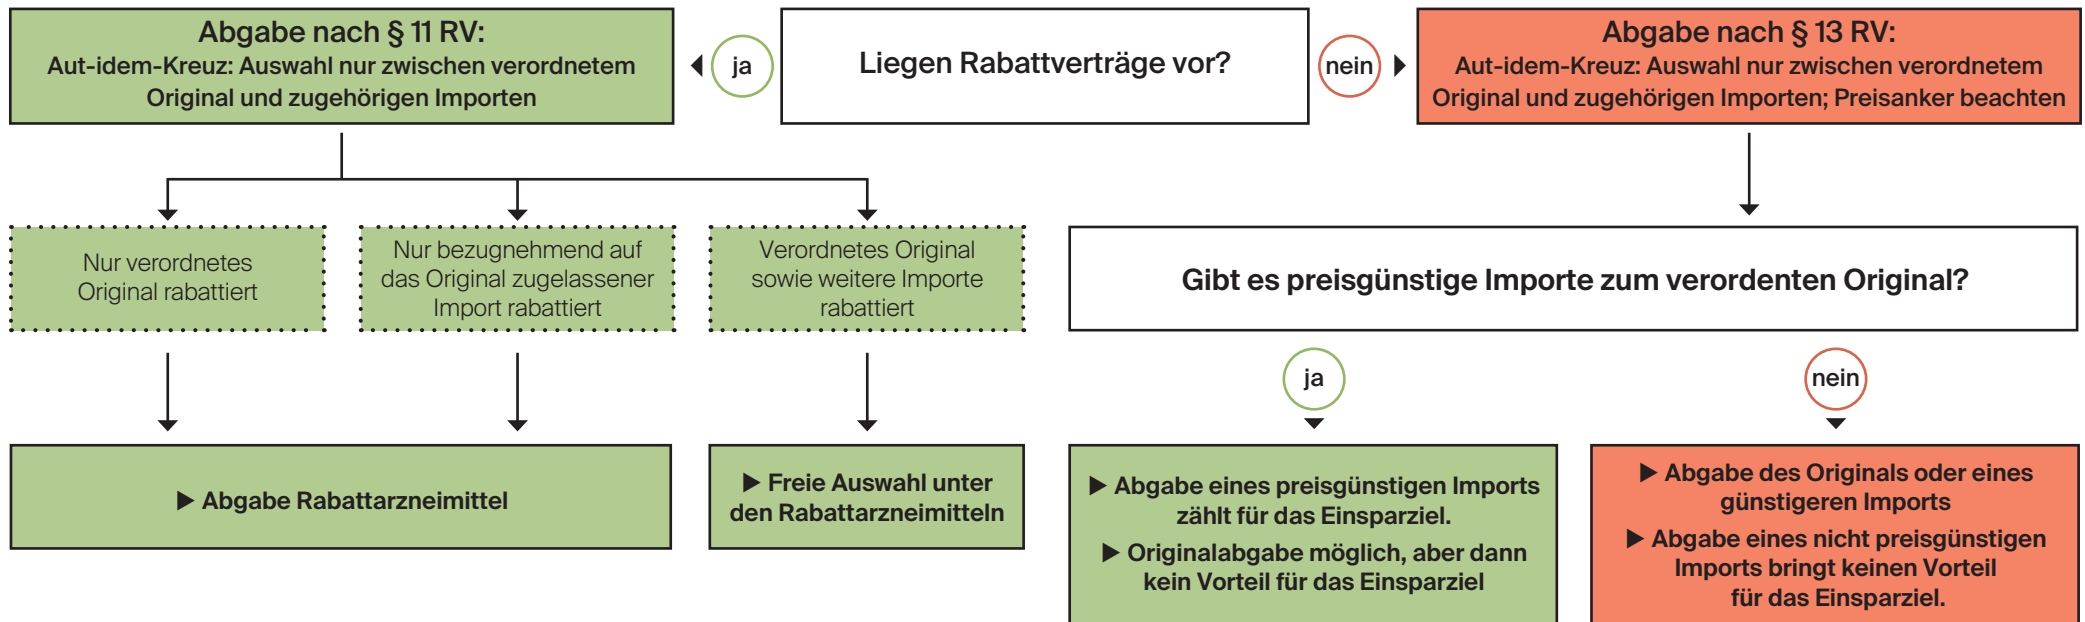 Abgabe nach § 11 RV:
Aut-idem-Kreuz: Auswahl nur zwischen verordnetem
Original und zugehörigen Importen
ja
Liegen Rabattverträge vor?
nein
Abgabe nach § 13 RV:
Aut-idem-Kreuz: Auswahl nur zwischen verordnetem
Original und zugehörigen Importen; Preisanker beachten
Nur verordnetes
Original rabattiert
Nur bezugnehmend auf
das Original zugelassener
Import rabattiert
Verordnetes Original
sowie weitere Importe
rabattiert
Gibt es preisgünstige Importe zum verordenten Original?
ja
nein
▶ Abgabe Rabattarzneimittel
▶ Freie Auswahl unter
den Rabattarzneimitteln
▶ Abgabe eines preisgünstigen Imports
zählt für das Einsparziel.
▶ Originalabgabe möglich, aber dann
kein Vorteil für das Einsparziel
▶ Abgabe des Originals oder eines
günstigeren Imports
▶ Abgabe eines nicht preisgünstigen
Imports bringt keinen Vorteil
für das Einsparziel.